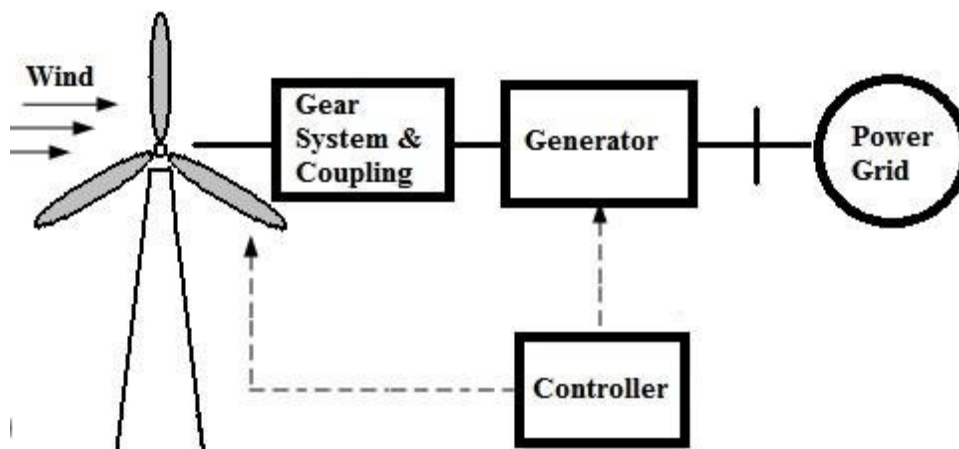 Wind
Gear
System &
Coupling
Generator
Power
Grid
Controller